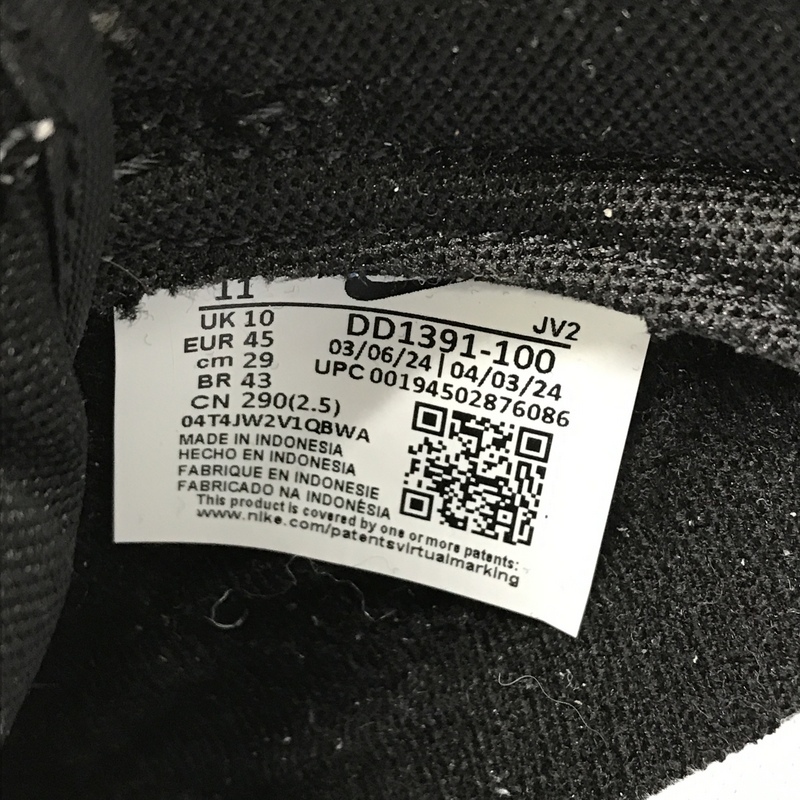 11
JV2
UK 10
EUR 45
cm 29
BR 43
CN 290(2.5)
DD1391-100
03/06/24 | 04/03/24
UPC 00194502876086
04T4JW2V1QBWA
MADE IN INDONESIA
HECHO EN INDONESIA
FABRIQUE EN INDONESIE
FABRICADO NA INDONÉSIA
This product is covered by one or more patents:
www.nike.com/patentsvirtualmarking